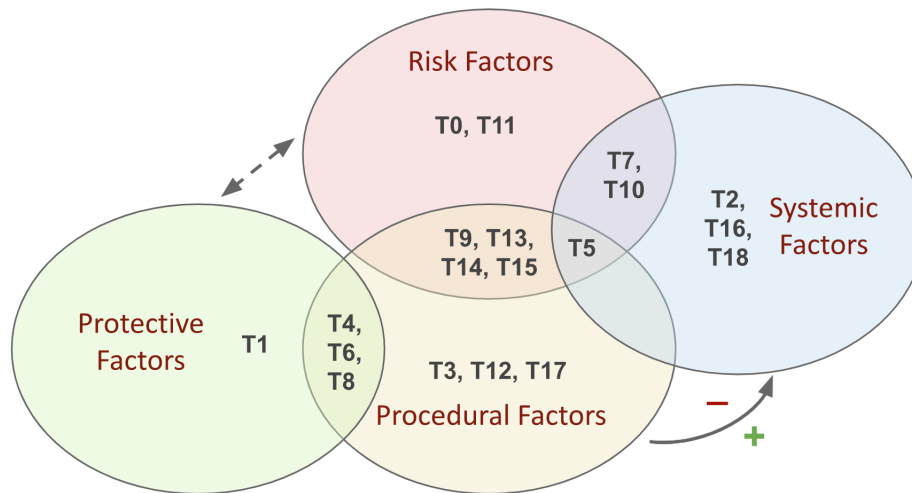 Risk Factors
T0, T11
T7,
T10
T2,
T16,
T18
Systemic
Factors
T9, T13,
T14, T15
T5
Protective
Factors
T1
T4,
T6,
T8
T3, T12, T17
Procedural Factors
−
+